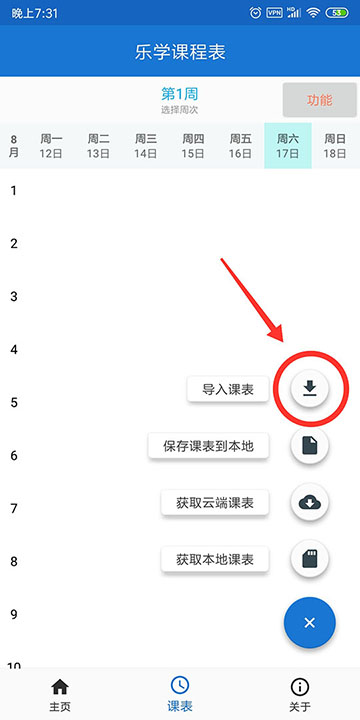 晚上7:31
VPN
HD
53
乐学课程表
第1周
选择周次
功能
8月
周一 周二 周三 周四 周五 周六 周日
12日 13日 14日 15日 16日 17日 18日
1
2
3
4
导入课表
5
保存课表到本地
6
获取云端课表
7
获取本地课表
8
9
10
主页 课表 关于